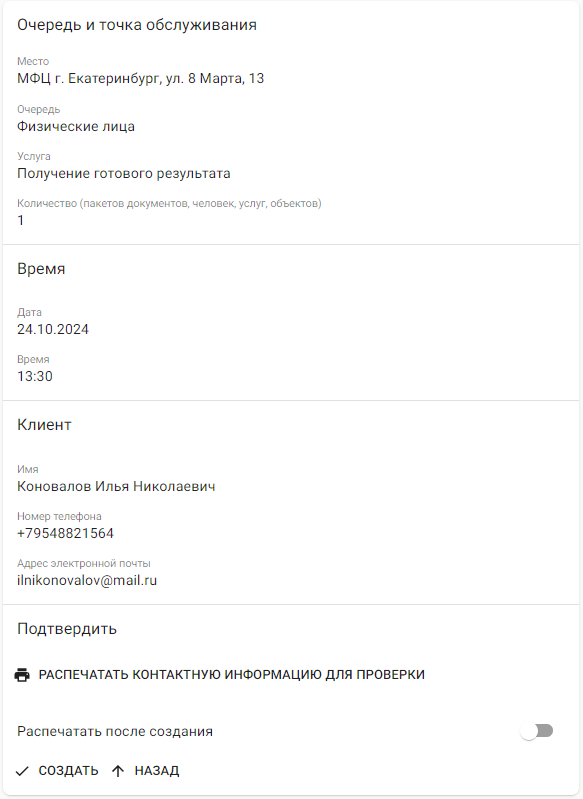 Очередь и точка обслуживания
Место
МФЦ г. Екатеринбург, ул. 8 Марта, 13
Очередь
Физические лица
Услуга
Получение готового результата
Количество (пакетов документов, человек, услуг, объектов)
1
Время
Дата
24.10.2024
Время
13:30
Клиент
Имя
Коновалов Илья Николаевич
Номер телефона
+79548821564
Адрес электронной почты
ilnikonovalov@mail.ru
Подтвердить
РАСПЕЧАТАТЬ КОНТАКТНУЮ ИНФОРМАЦИЮ ДЛЯ ПРОВЕРКИ
Распечатать после создания
СОЗДАТЬ НАЗАД